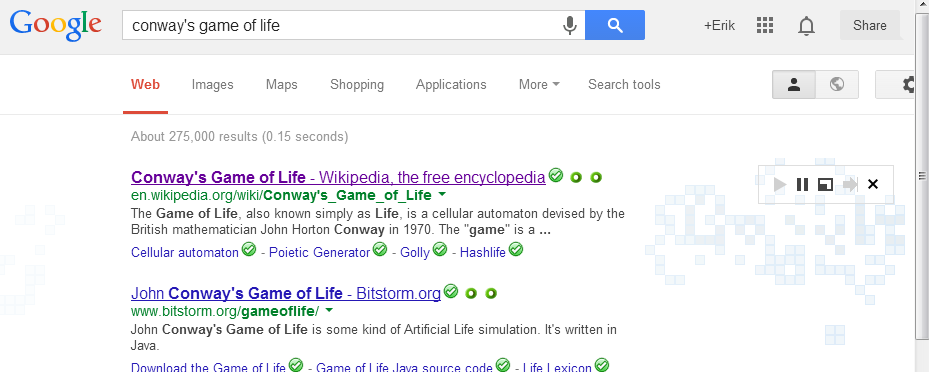 Google
conway's game of life
+Erik
Share
Web Images Maps Shopping Applications More Search tools
About 275,000 results (0.15 seconds)
Conway's Game of Life - Wikipedia, the free encyclopedia
en.wikipedia.org/wiki/Conway's_Game_of_Life
The Game of Life, also known simply as Life, is a cellular automaton devised by the
British mathematician John Horton Conway in 1970. The "game" is a ...
Cellular automaton - Poietic Generator - Golly - Hashlife
John Conway's Game of Life - Bitstorm.org
www.bitstorm.org/gameoflife/
John Conway's Game of Life is some kind of Artificial Life simulation. It's written in
Java.
Download the Game of Life - Game of Life Java source code - Life Lexicon